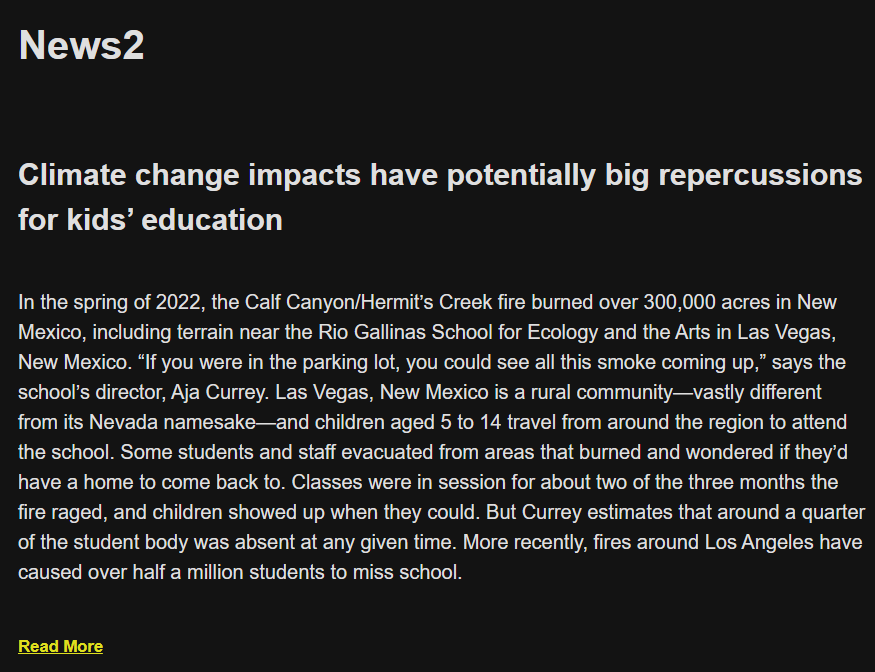 News2
Climate change impacts have potentially big repercussions
for kids’ education
In the spring of 2022, the Calf Canyon/Hermit’s Creek fire burned over 300,000 acres in New
Mexico, including terrain near the Rio Gallinas School for Ecology and the Arts in Las Vegas,
New Mexico. “If you were in the parking lot, you could see all this smoke coming up,” says the
school’s director, Aja Currey. Las Vegas, New Mexico is a rural community—vastly different
from its Nevada namesake—and children aged 5 to 14 travel from around the region to attend
the school. Some students and staff evacuated from areas that burned and wondered if they’d
have a home to come back to. Classes were in session for about two of the three months the
fire raged, and children showed up when they could. But Currey estimates that around a quarter
of the student body was absent at any given time. More recently, fires around Los Angeles have
caused over half a million students to miss school.
Read More